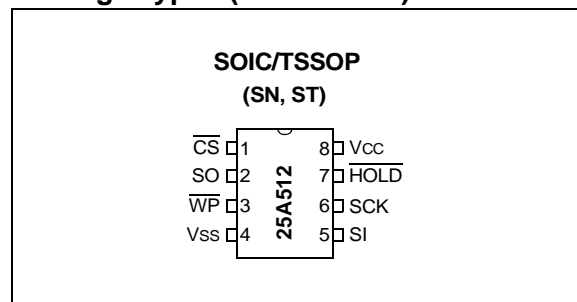 SOIC/TSSOP
(SN, ST)
CS 1 8 Vcc
SO 2 7 HOLD
WP 3 6 SCK
Vss 4 5 SI
25A512